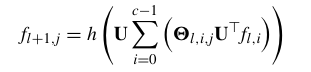 f_{l+1,j} = h\left( \mathbf{U} \sum_{i=0}^{c-1} \left( \mathbf{\Theta}_{l,i,j} \mathbf{U}^{\top} f_{l,i} \right) \right)